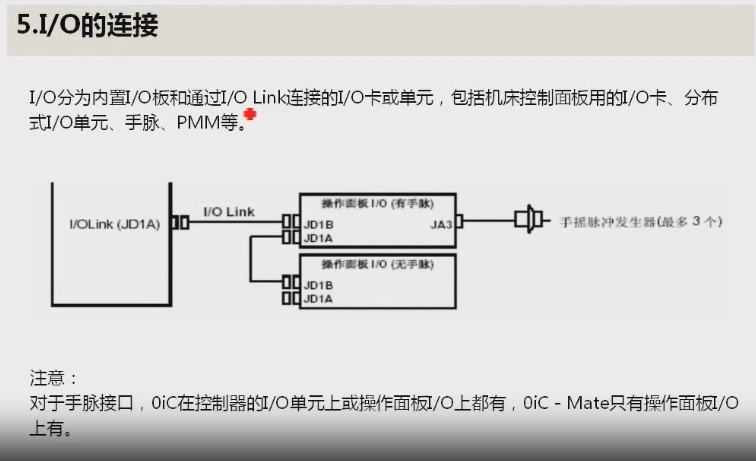 5.I/O的连接
I/O分为内置I/O板和通过I/O Link连接的I/O卡或单元，包括机床控制面板用的I/O卡、分布
式I/O单元、手脉、PMM等。
操作面板 I/O (有手脉)
I/O Link
I/OLink (JD1A)
JD1B
JA3
手摇脉冲发生器(最多 3 个)
JD1A
操作面板 I/O (无手脉)
JD1B
JD1A
注意：
对于手脉接口，0iC在控制器的I/O单元上或操作面板I/O上都有，0iC－Mate只有操作面板I/O
上有。